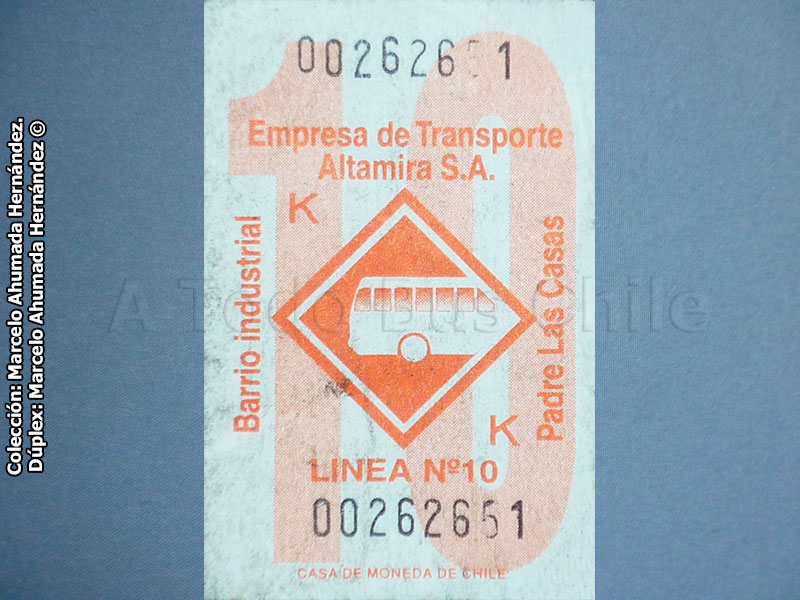 00262651
Empresa de Transporte
Altamira S.A.
K
Barrio industrial
Padre Las Casas
K
LINEA Nº10
00262651
CASA DE MONEDA DE CHILE
10
A Todo Bus Chile
Colección: Marcelo Ahumada Hernández.
Dúplex: Marcelo Ahumada Hernández ©